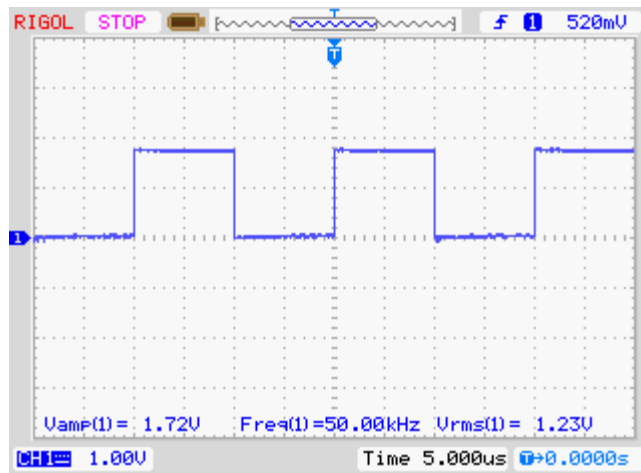 RIGOL STOP T f 1 520mV
T
1
Vamp(1)= 1.72V Freq(1)=50.00kHz Vrms(1)= 1.23V
CH1 1.00V Time 5.000us T→0.0000s